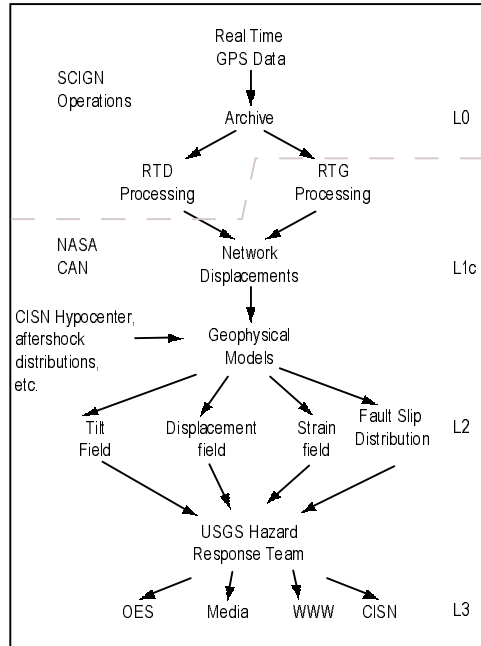 Real Time
GPS Data
SCIGN
Operations
Archive
L0
RTD
Processing
RTG
Processing
NASA
CAN
Network
Displacements
L1c
CISN Hypocenter,
aftershock
distributions,
etc.
Geophysical
Models
Tilt
Field
Displacement
field
Strain
field
Fault Slip
Distribution
L2
USGS Hazard
Response Team
OES
Media
WWW
CISN
L3